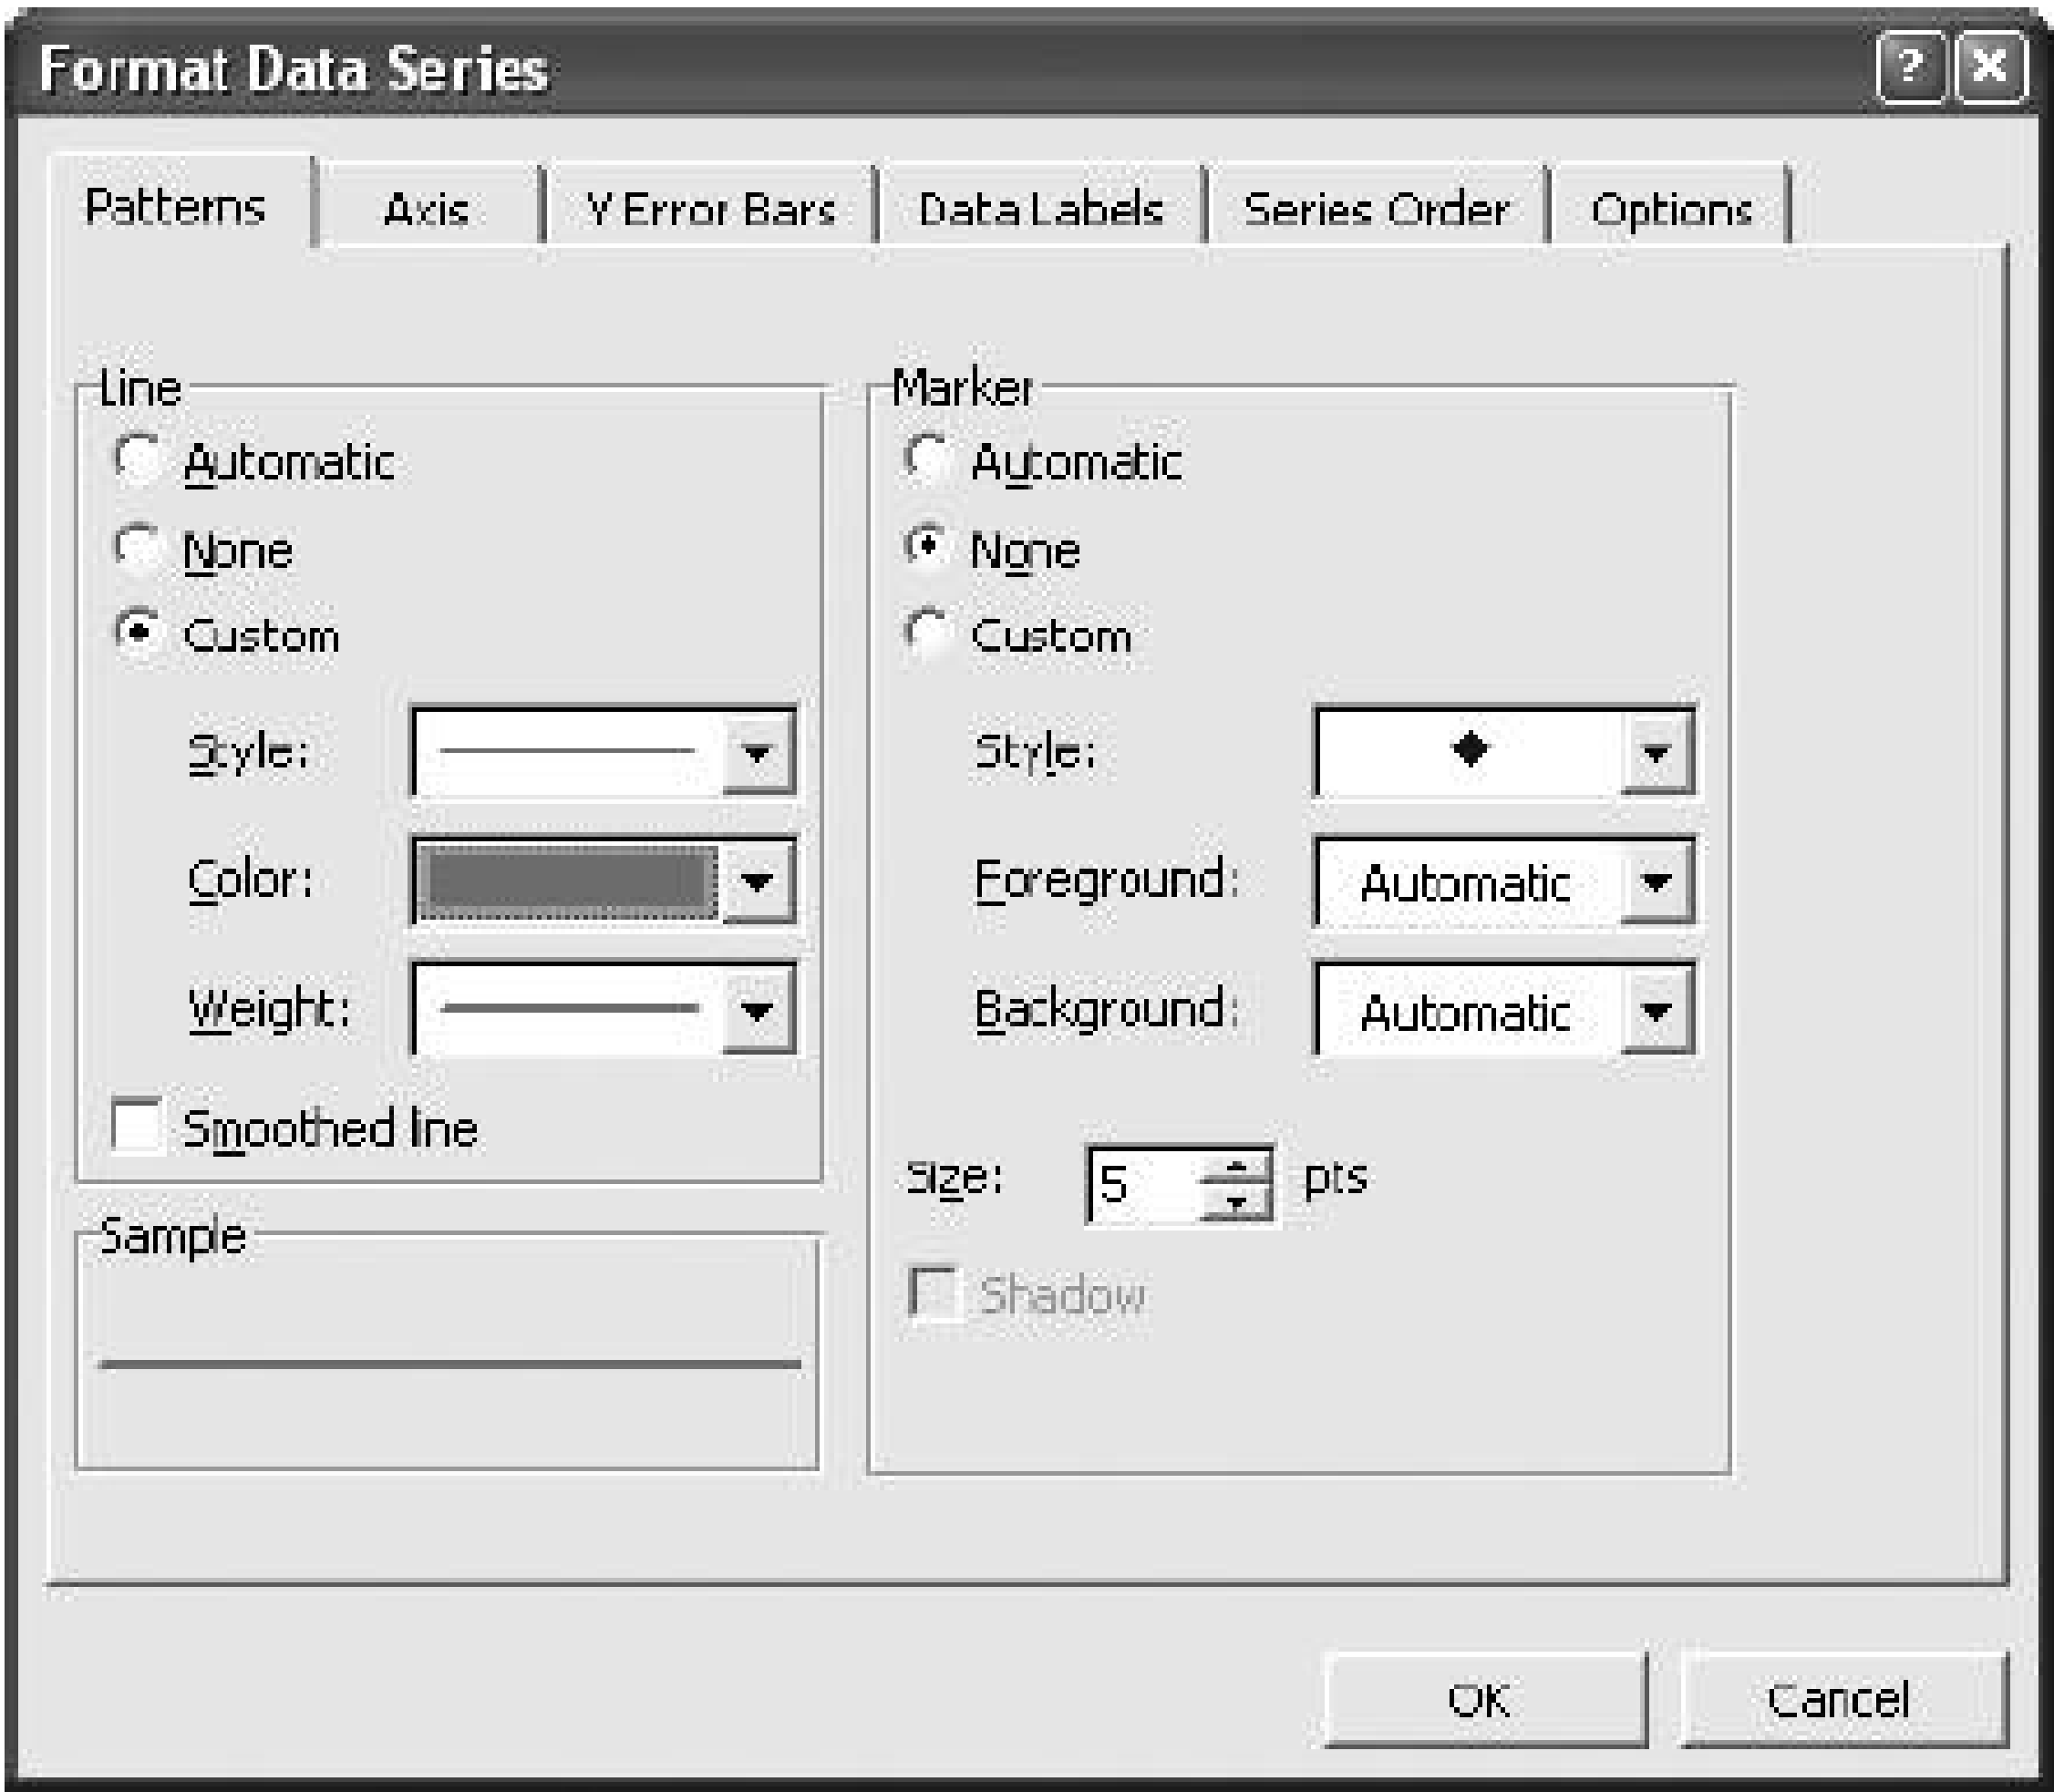 Format Data Series
Patterns Axis Y Error Bars Data Labels Series Order Options
Line
Automatic
None
Custom
Style:
Color:
Weight:
Smoothed line
Sample
Marker
Automatic
None
Custom
Style:
Foreground: Automatic
Background: Automatic
Size: 5 pts
Shadow
OK Cancel